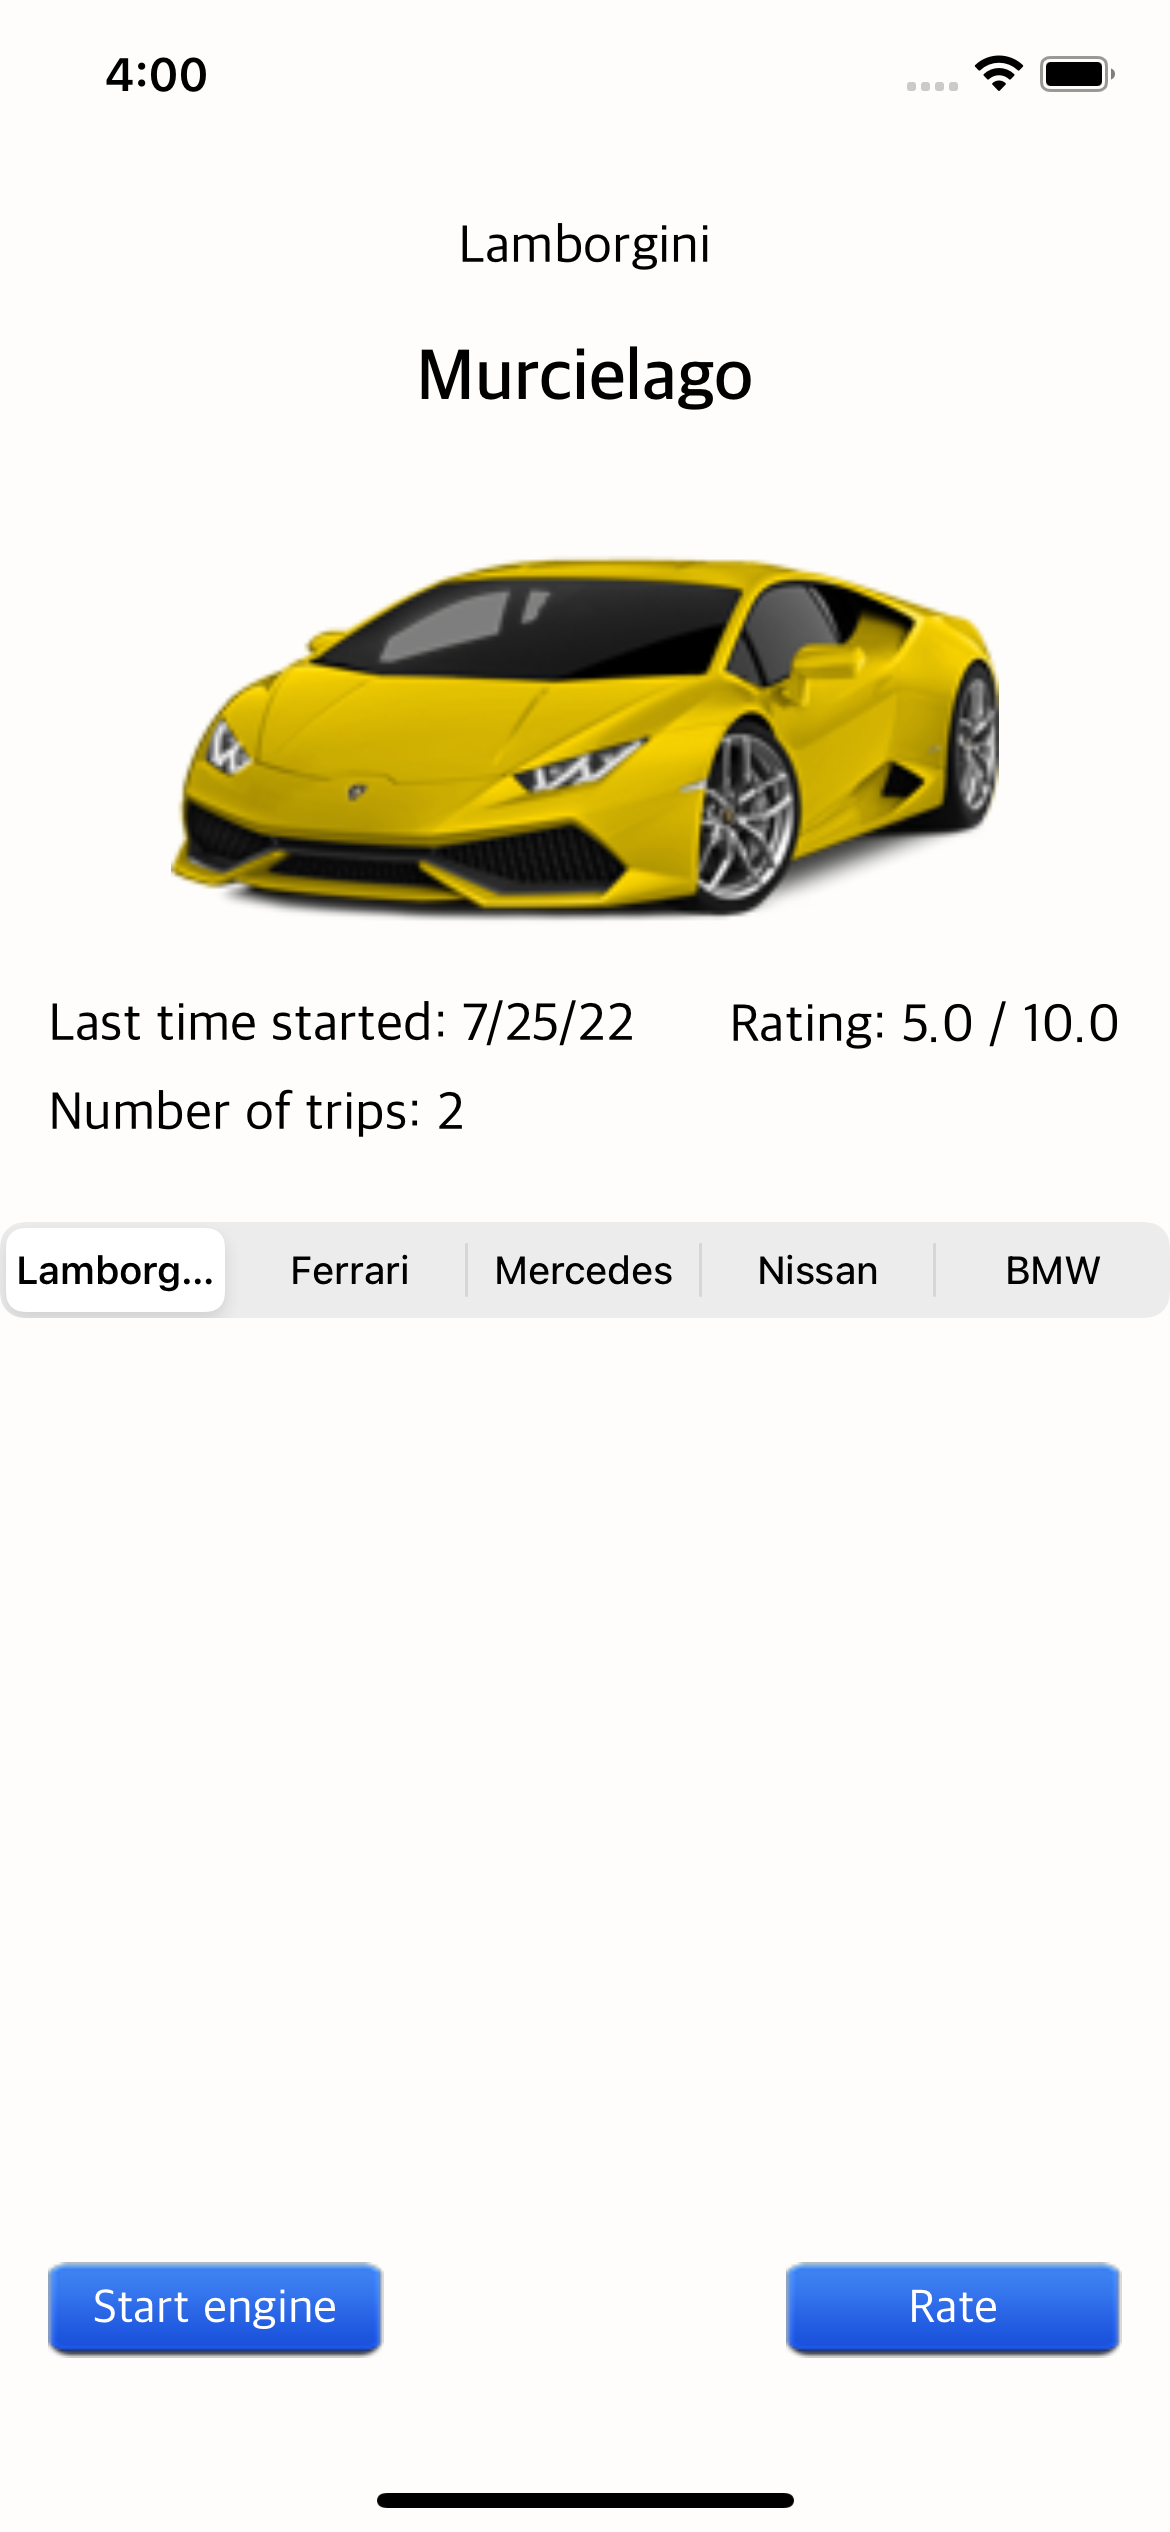 4:00
Lamborgini
Murcielago
Last time started: 7/25/22
Rating: 5.0 / 10.0
Number of trips: 2
Lamborg... Ferrari Mercedes Nissan BMW
Start engine Rate